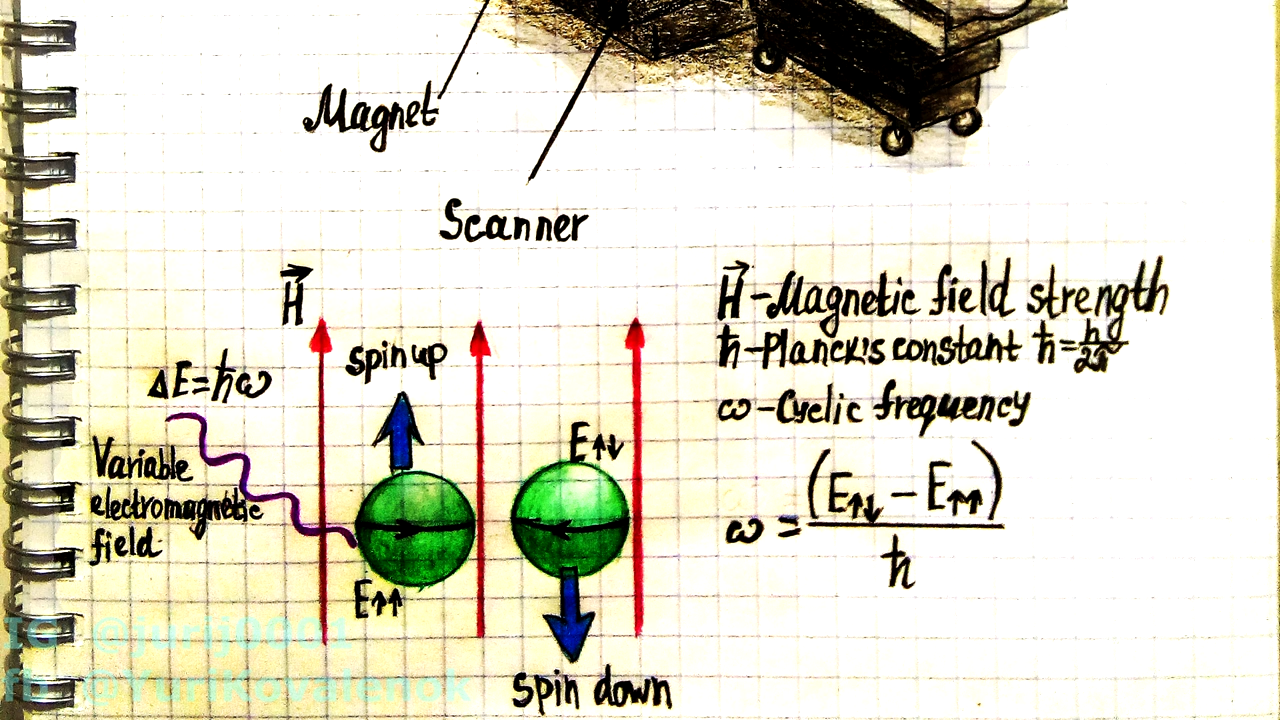 Magnet
Scanner
H⃗
spin up
ΔE=ħω
Variable
electromagnetic
field
E↑↑
E↑↓
spin down
H⃗ -Magnetic field strength
ħ-Planck's constant ħ=h/2π
ω-Cyclic frequency
ω = (E↑↓ - E↑↑)/ħ
IG: @jurij0001
fb: @YuriKovalenok